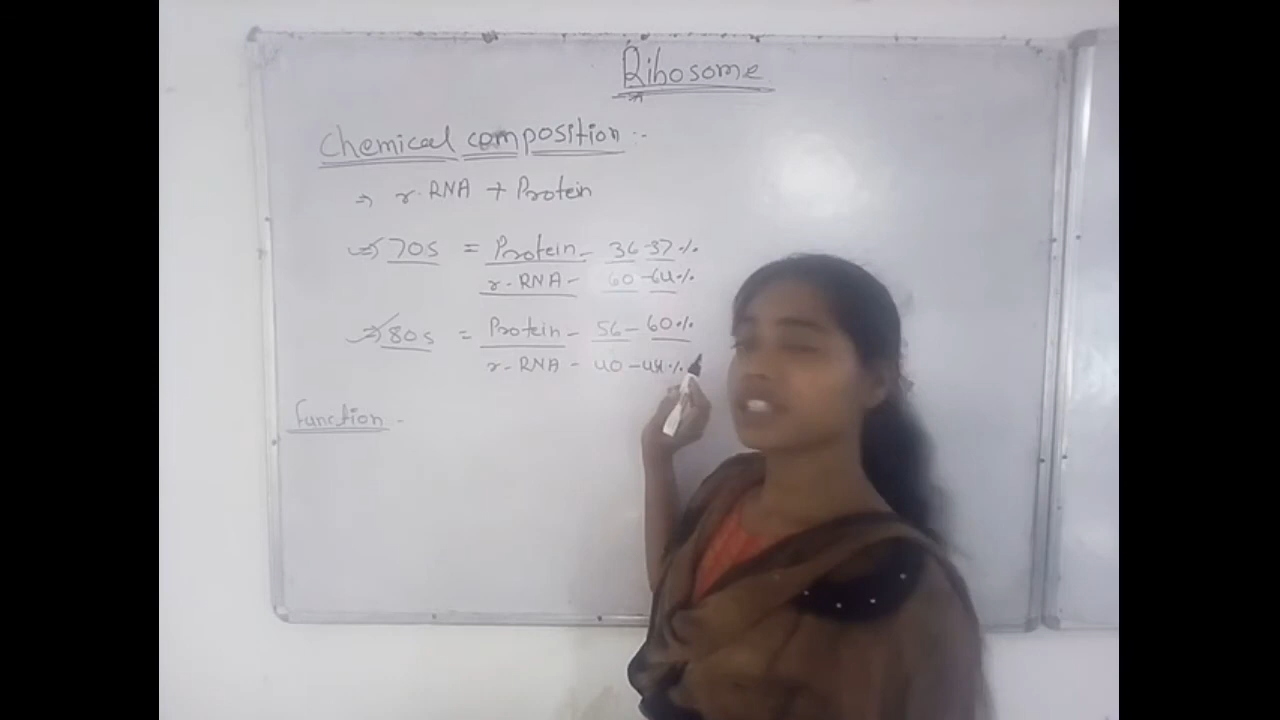 Ribosome
Chemical composition :-
⇒ r.RNA + Protein
⇒ 70s = Protein - 36-37%
r-RNA - 60-64%
⇒ 80s = Protein - 56-60%
r-RNA - 40-44%
function -